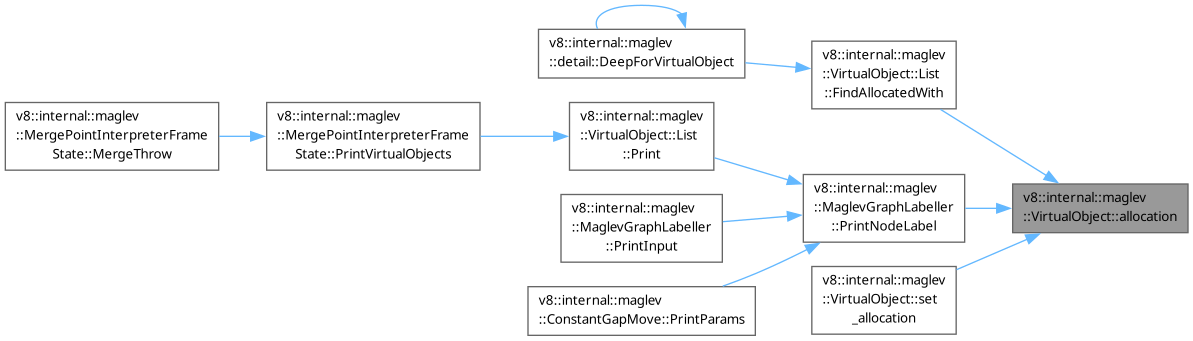 v8::internal::maglev
::detail::DeepForVirtualObject
v8::internal::maglev
::VirtualObject::List
::FindAllocatedWith
v8::internal::maglev
::MergePointInterpreterFrame
State::MergeThrow
v8::internal::maglev
::MergePointInterpreterFrame
State::PrintVirtualObjects
v8::internal::maglev
::VirtualObject::List
::Print
v8::internal::maglev
::MaglevGraphLabeller
::PrintNodeLabel
v8::internal::maglev
::VirtualObject::allocation
v8::internal::maglev
::MaglevGraphLabeller
::PrintInput
v8::internal::maglev
::VirtualObject::set
_allocation
v8::internal::maglev
::ConstantGapMove::PrintParams